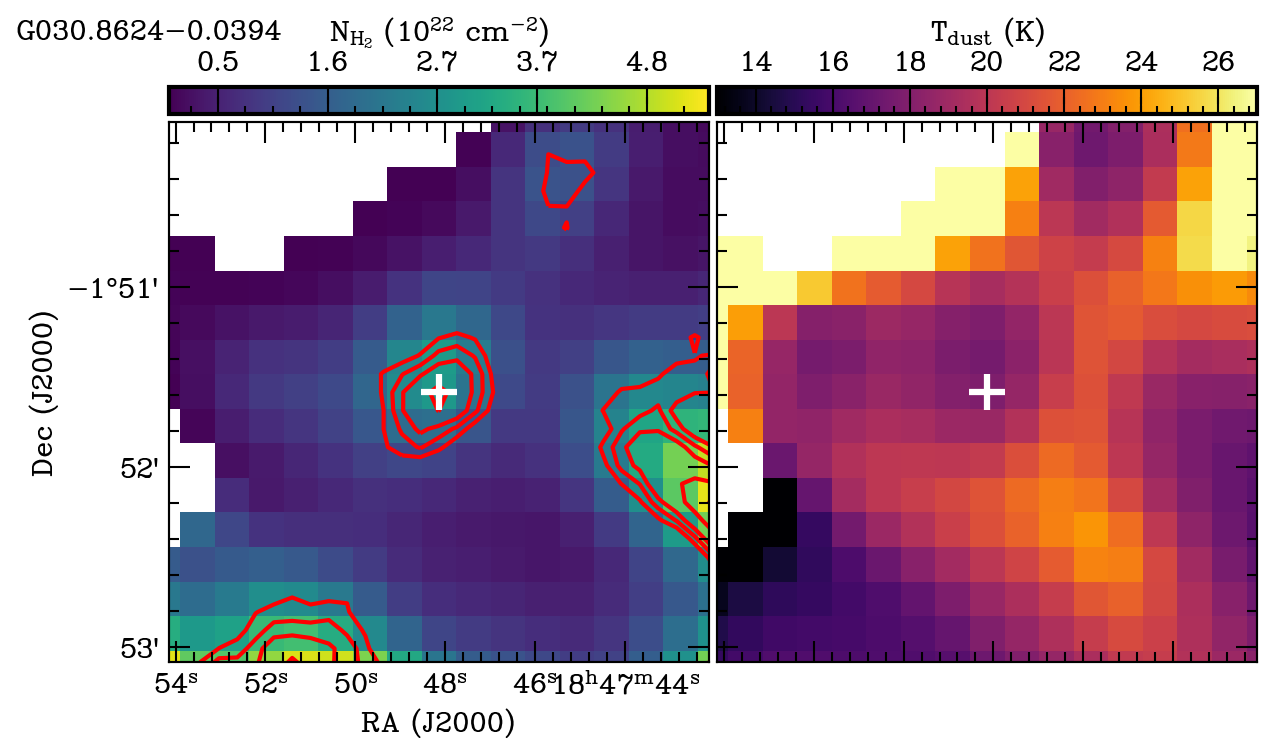 G030.8624−0.0394 N_H₂ (10²² cm⁻²) T_dust (K)
0.5 1.6 2.7 3.7 4.8 14 16 18 20 22 24 26
−1°51'
52'
53'
Dec (J2000)
54ˢ 52ˢ 50ˢ 48ˢ 46ˢ 18ʰ47ᵐ44ˢ
RA (J2000)